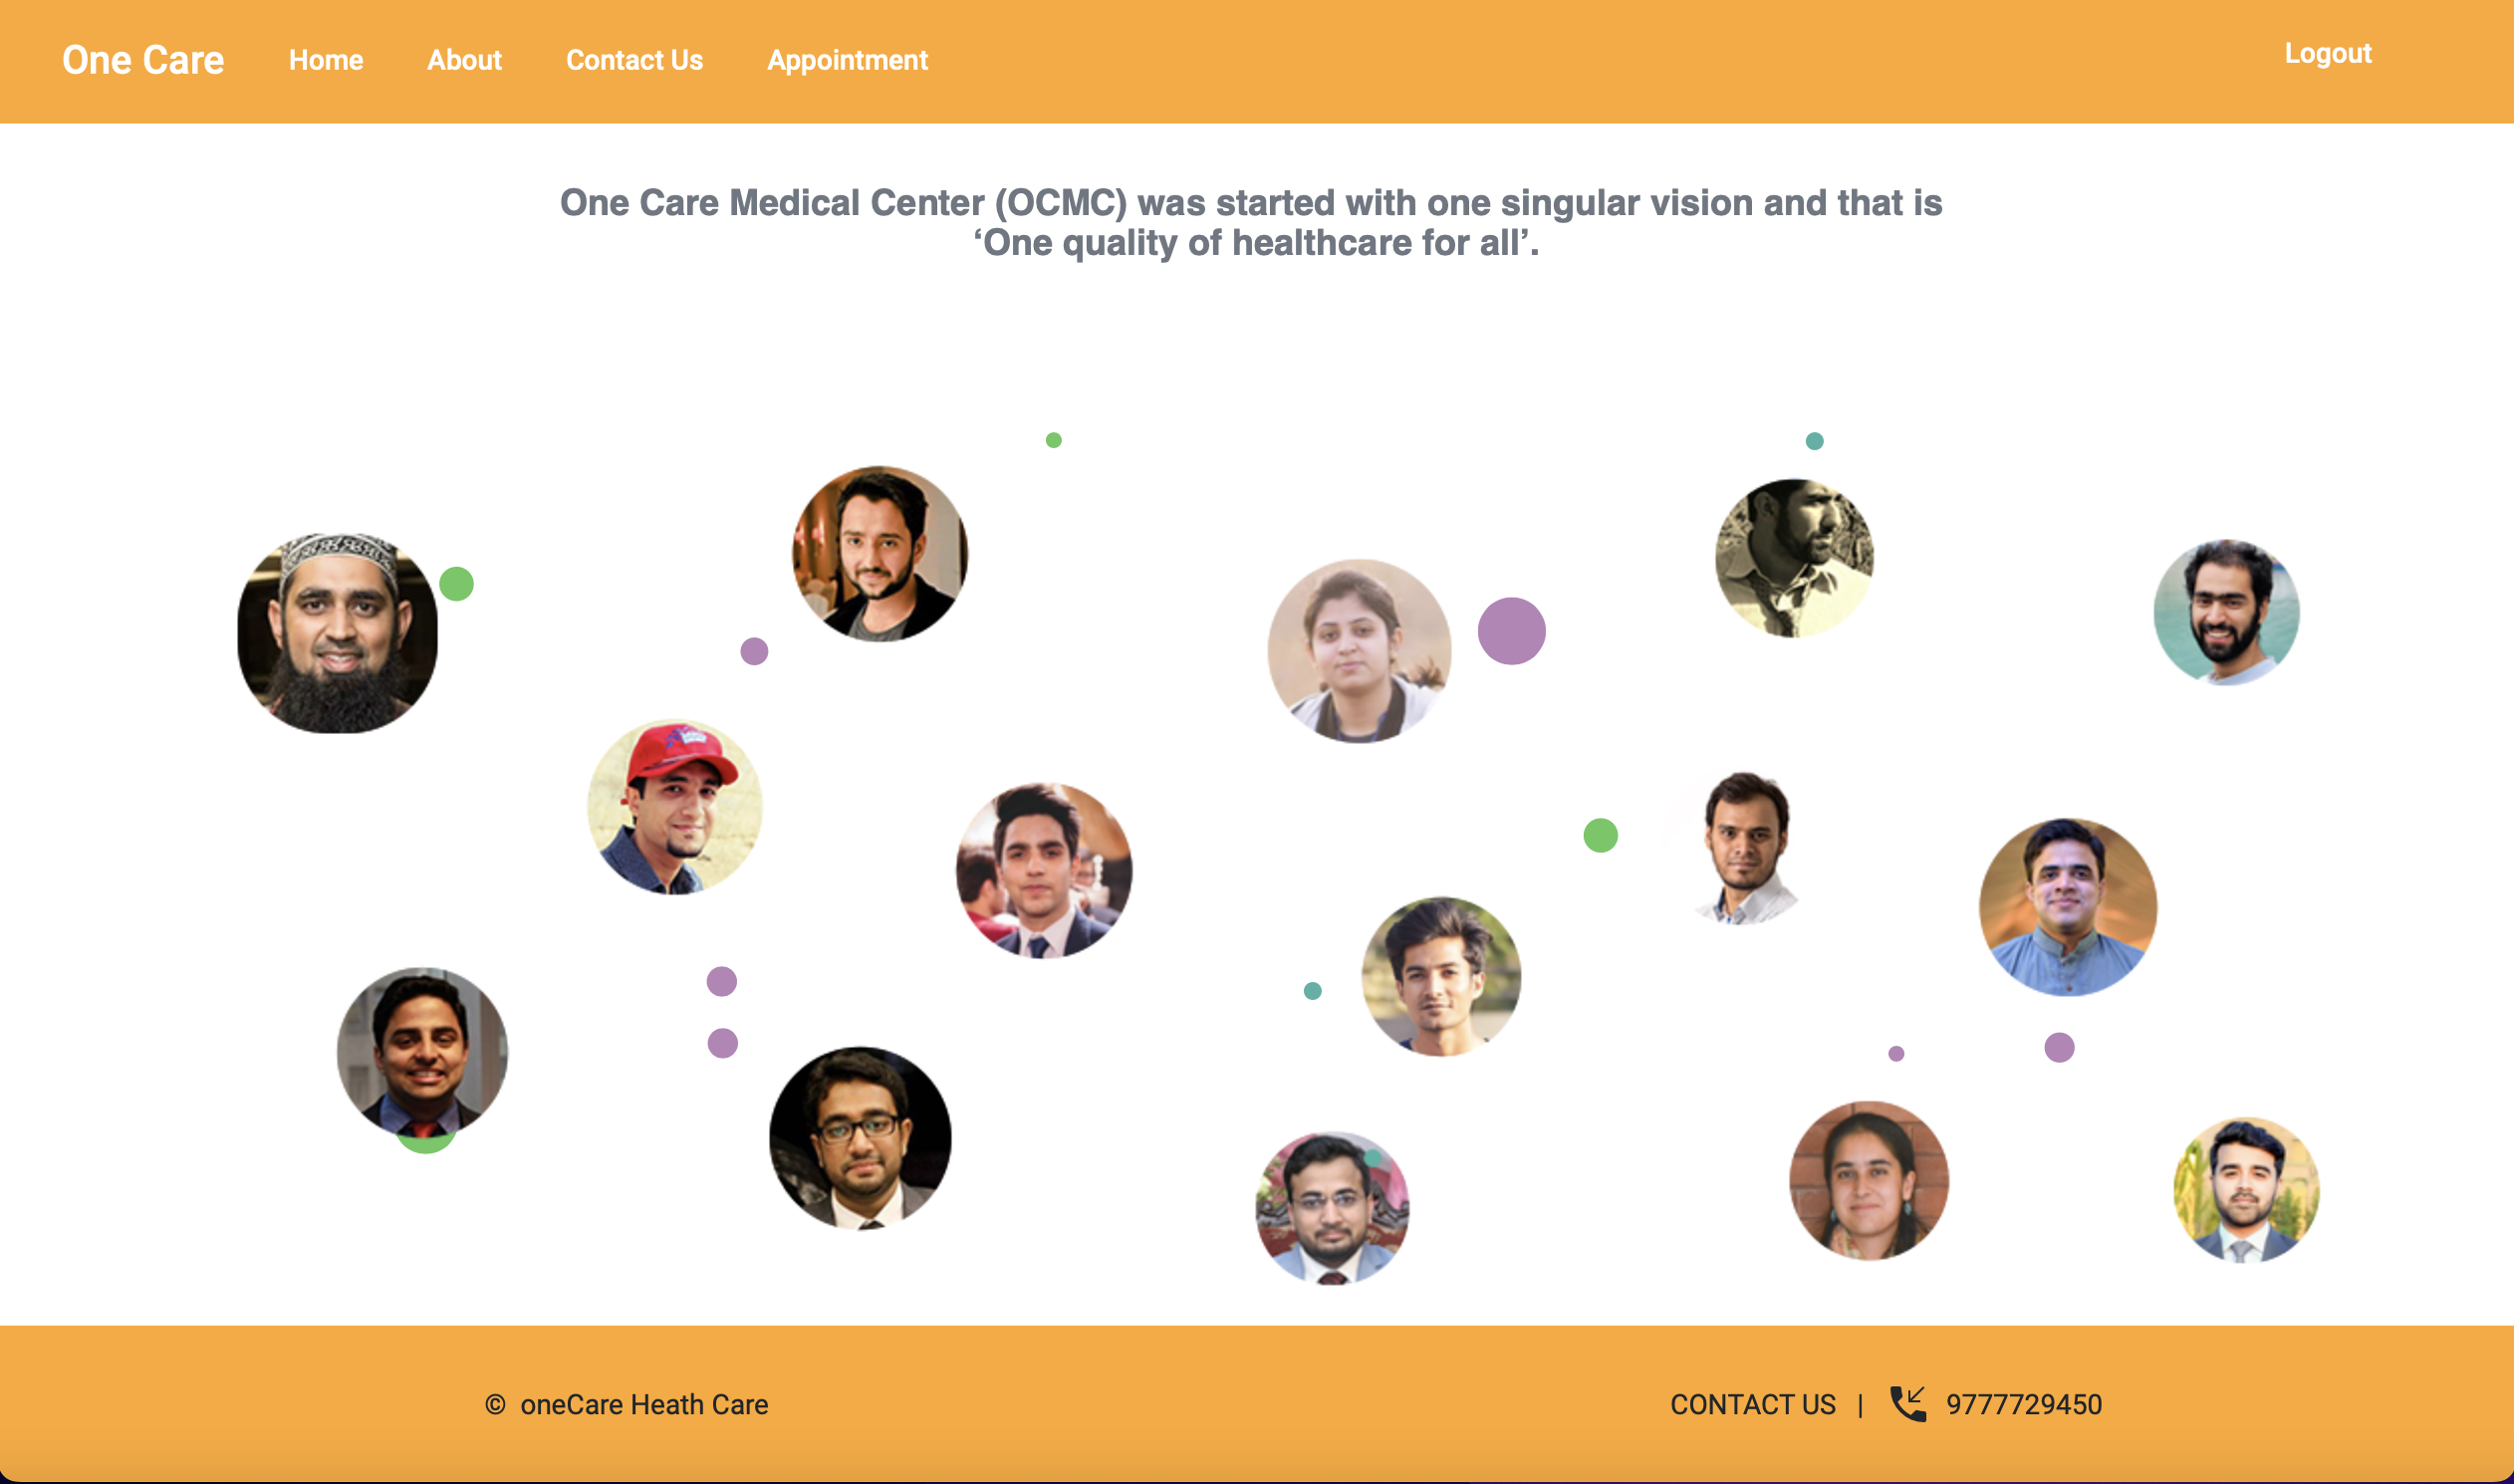 One Care Home About Contact Us Appointment Logout
One Care Medical Center (OCMC) was started with one singular vision and that is
‘One quality of healthcare for all’.
© oneCare Heath Care CONTACT US | 9777729450